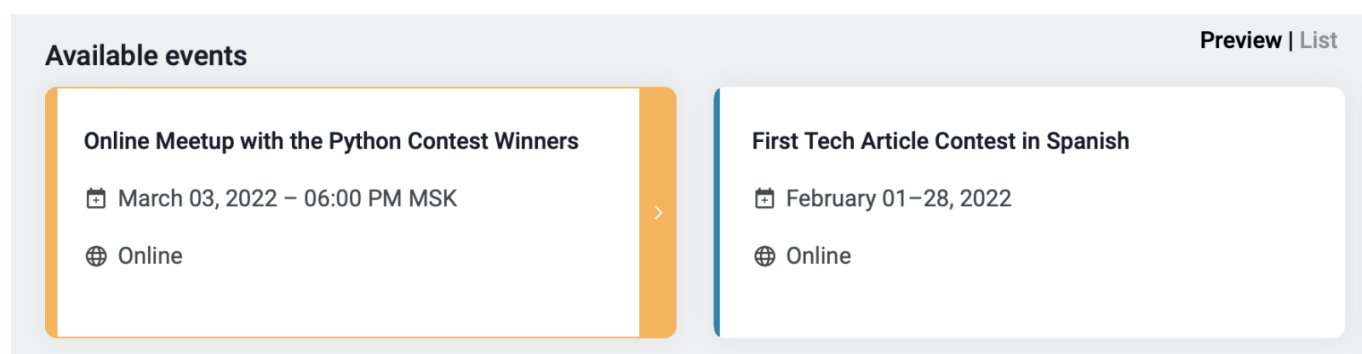 Available events
Preview | List
Online Meetup with the Python Contest Winners
March 03, 2022 – 06:00 PM MSK
Online
First Tech Article Contest in Spanish
February 01–28, 2022
Online